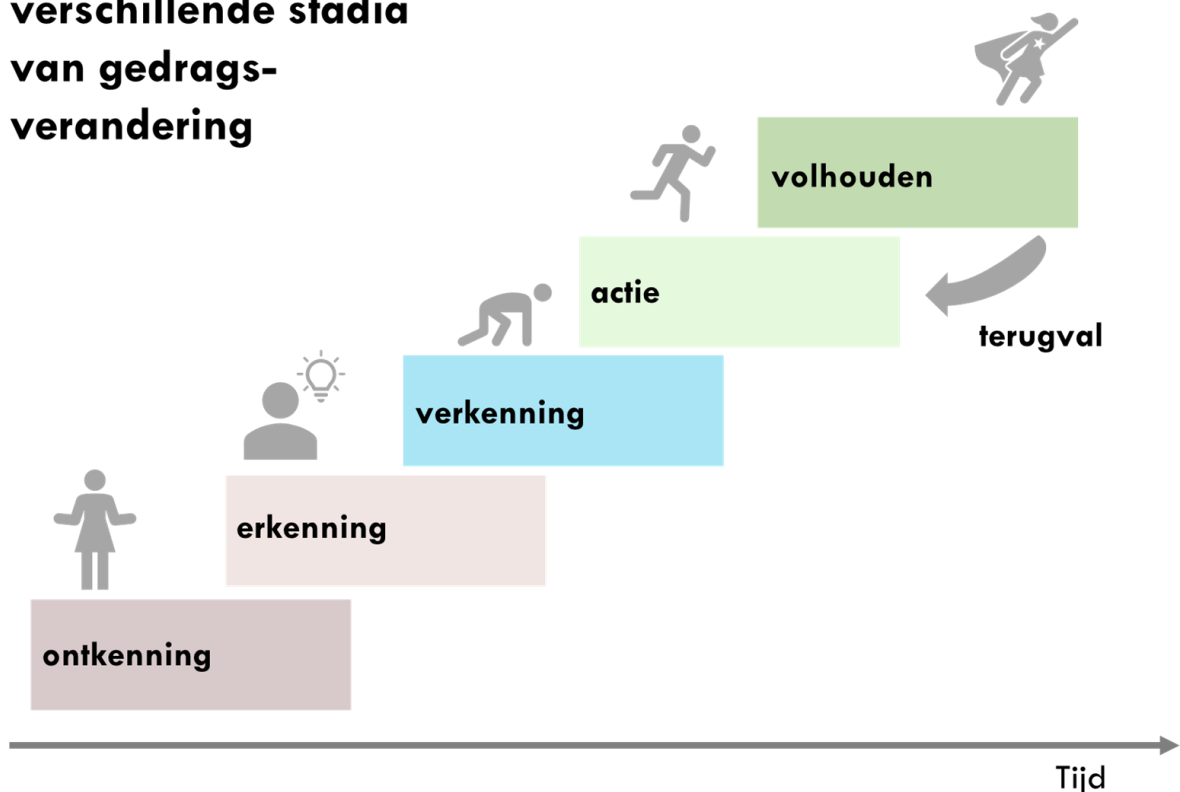 verschillende stadia
van gedrags-
verandering
volhouden
actie
terugval
verkenning
erkenning
ontkenning
Tijd